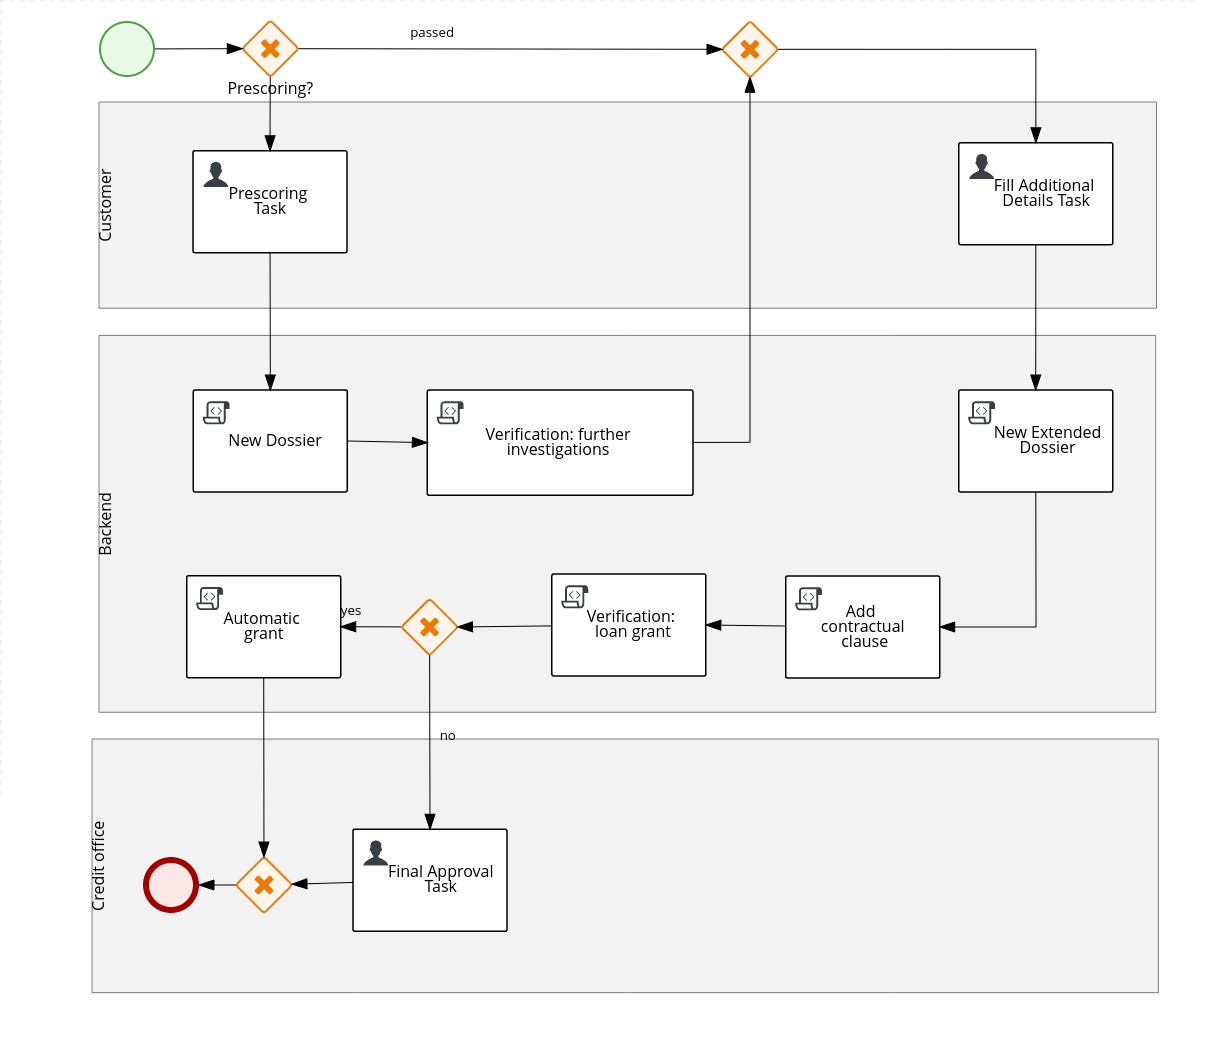 passed
Prescoring?
Customer
Prescoring
Task
Fill Additional
Details Task
Backend
New Dossier
Verification: further
investigations
New Extended
Dossier
Automatic
grant
yes
Verification:
loan grant
Add
contractual
clause
no
Credit office
Final Approval
Task